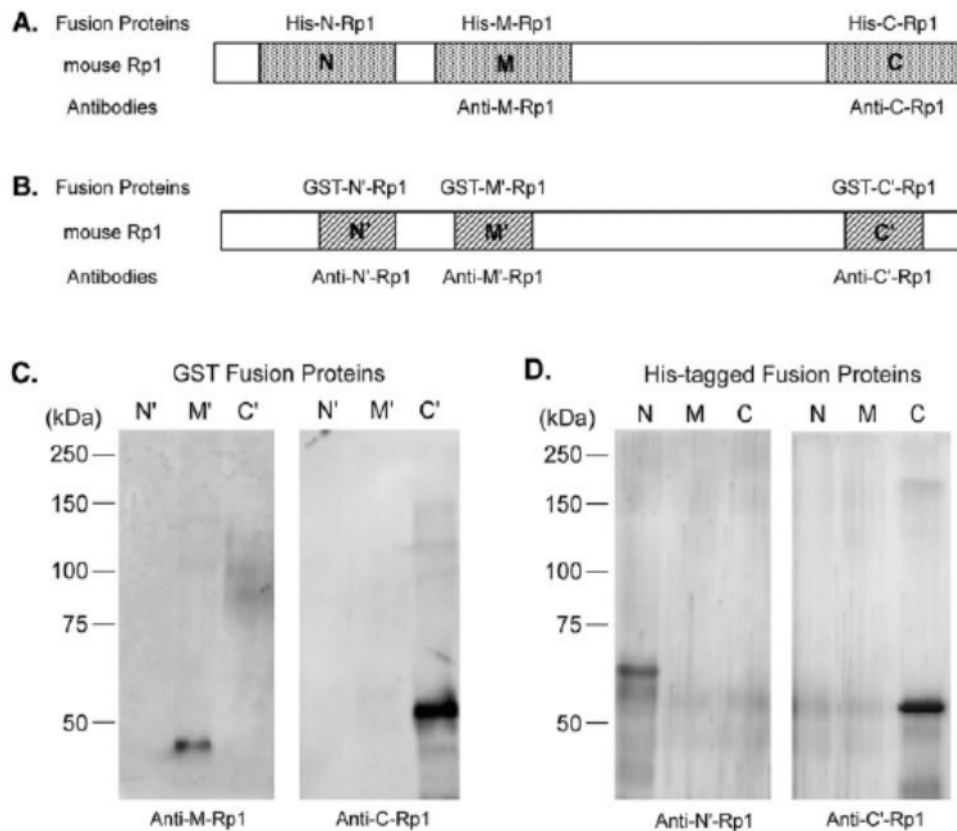 A. Fusion Proteins His-N-Rp1 His-M-Rp1 His-C-Rp1
mouse Rp1 N M C
Antibodies Anti-M-Rp1 Anti-C-Rp1
B. Fusion Proteins GST-N'-Rp1 GST-M'-Rp1 GST-C'-Rp1
mouse Rp1 N' M' C'
Antibodies Anti-N'-Rp1 Anti-M'-Rp1 Anti-C'-Rp1
C. GST Fusion Proteins
(kDa) N' M' C' N' M' C'
250
150
100
75
50
Anti-M-Rp1 Anti-C-Rp1
D. His-tagged Fusion Proteins
(kDa) N M C N M C
250
150
100
75
50
Anti-N'-Rp1 Anti-C'-Rp1